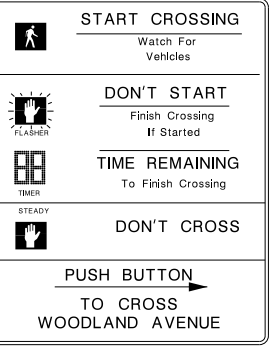 START CROSSING
Watch For
Vehicles
DON'T START
Finish Crossing
If Started
FLASHER
TIME REMAINING
To Finish Crossing
TIMER
STEADY
DON'T CROSS
PUSH BUTTON
TO CROSS
WOODLAND AVENUE